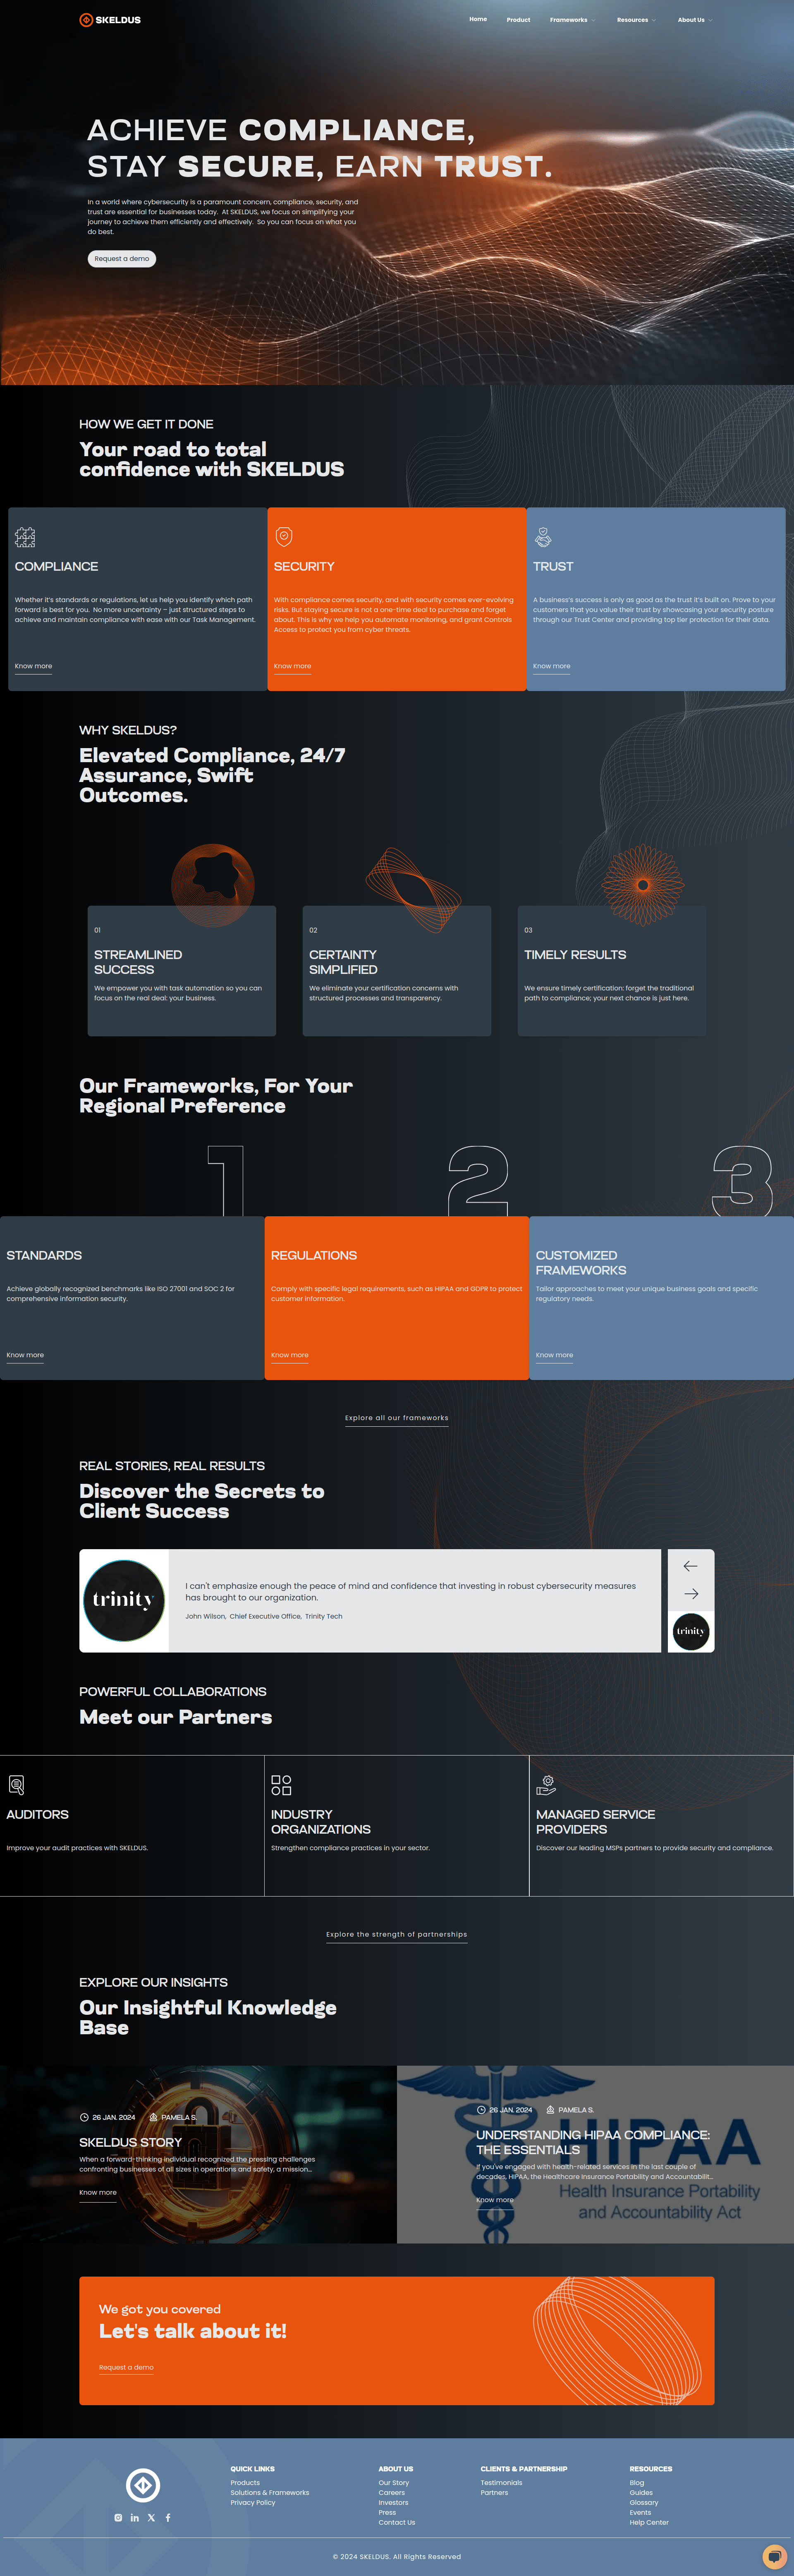 SKELDUS
Home
Product
Frameworks
Resources
About Us
ACHIEVE COMPLIANCE,
STAY SECURE, EARN TRUST.
In a world where cybersecurity is a paramount concern, compliance, security, and
trust are essential for businesses today. At SKELDUS, we focus on simplifying your
journey to achieve them efficiently and effectively. So you can focus on what you
do best.
Request a demo
HOW WE GET IT DONE
Your road to total
confidence with SKELDUS
COMPLIANCE
Whether it's standards or regulations, let us help you identify which path
forward is best for you. No more uncertainty – just structured steps to
achieve and maintain compliance with ease with our Task Management.
Know more
SECURITY
With compliance comes security, and with security comes ever-evolving
risks. But staying secure is not a one-time deal to purchase and forget
about. This is why we help you automate monitoring, and grant Controls
Access to protect you from cyber threats.
Know more
TRUST
A business's success is only as good as the trust it's built on. Prove to your
customers that you value their trust by showcasing your security posture
through our Trust Center and providing top tier protection for their data.
Know more
WHY SKELDUS?
Elevated Compliance, 24/7
Assurance, Swift
Outcomes.
01
STREAMLINED
SUCCESS
We empower you with task automation so you can
focus on the real deal: your business.
02
CERTAINTY
SIMPLIFIED
We eliminate your certification concerns with
structured processes and transparency.
03
TIMELY RESULTS
We ensure timely certification: forget the traditional
path to compliance; your next chance is just here.
Our Frameworks, For Your
Regional Preference
1
2
3
STANDARDS
Achieve globally recognized benchmarks like ISO 27001 and SOC 2 for
comprehensive information security.
Know more
REGULATIONS
Comply with specific legal requirements, such as HIPAA and GDPR to protect
customer information.
Know more
CUSTOMIZED
FRAMEWORKS
Tailor approaches to meet your unique business goals and specific
regulatory needs.
Know more
Explore all our frameworks
REAL STORIES, REAL RESULTS
Discover the Secrets to
Client Success
trinity
I can't emphasize enough the peace of mind and confidence that investing in robust cybersecurity measures
has brought to our organization.
John Wilson, Chief Executive Office, Trinity Tech
trinity
POWERFUL COLLABORATIONS
Meet our Partners
AUDITORS
Improve your audit practices with SKELDUS.
INDUSTRY
ORGANIZATIONS
Strengthen compliance practices in your sector.
MANAGED SERVICE
PROVIDERS
Discover our leading MSPs partners to provide security and compliance.
Explore the strength of partnerships
EXPLORE OUR INSIGHTS
Our Insightful Knowledge
Base
26 JAN. 2024
PAMELA S.
SKELDUS STORY
When a forward-thinking individual recognized the pressing challenges
confronting businesses of all sizes in operations and safety, a mission...
Know more
26 JAN. 2024
PAMELA S.
UNDERSTANDING HIPAA COMPLIANCE:
THE ESSENTIALS
If you've engaged with health-related services in the last couple of
decades, HIPAA, the Healthcare Insurance Portability and Accountabilit...
Know more
HIPAA
Health Insurance Portability
and Accountability Act
We got you covered
Let's talk about it!
Request a demo
QUICK LINKS
Products
Solutions & Frameworks
Privacy Policy
ABOUT US
Our Story
Careers
Investors
Press
Contact Us
CLIENTS & PARTNERSHIP
Testimonials
Partners
RESOURCES
Blog
Guides
Glossary
Events
Help Center
© 2024 SKELDUS. All Rights Reserved